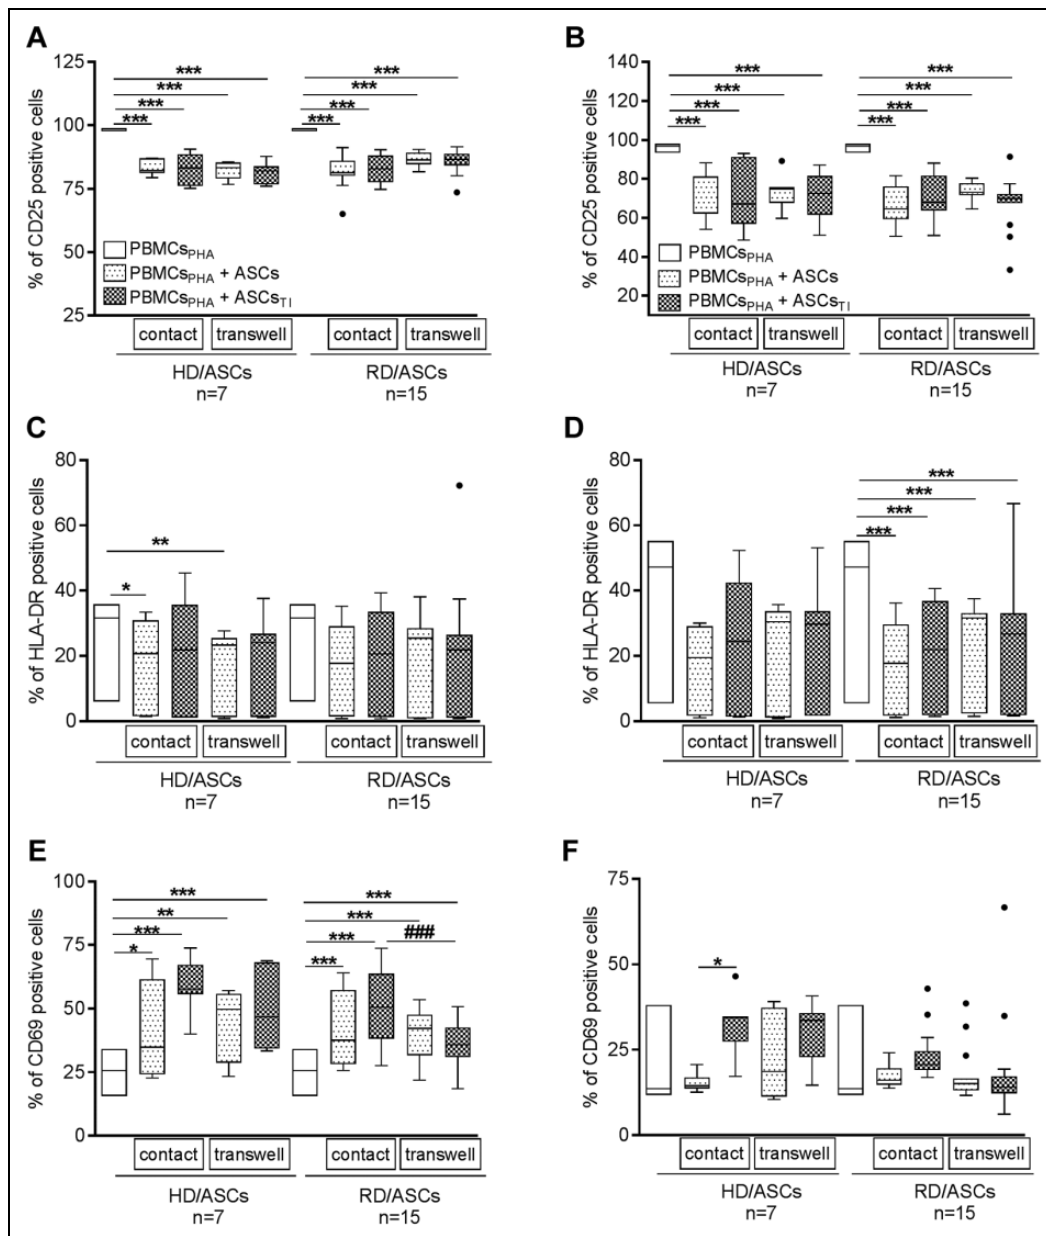 A
% of CD25 positive cells
125
100
75
50
25
***
***
***
***
***
***
***
***
PBMCsPHA
PBMCsPHA + ASCs
PBMCsPHA + ASCsTI
contact
transwell
contact
transwell
HD/ASCs
n=7
RD/ASCs
n=15
B
% of CD25 positive cells
140
120
100
80
60
40
20
***
***
***
***
***
***
***
***
PBMCsPHA
PBMCsPHA + ASCs
PBMCsPHA + ASCsTI
contact
transwell
contact
transwell
HD/ASCs
n=7
RD/ASCs
n=15
C
% of HLA-DR positive cells
80
60
40
20
0
**
*
contact
transwell
contact
transwell
HD/ASCs
n=7
RD/ASCs
n=15
D
% of HLA-DR positive cells
80
60
40
20
0
***
***
***
***
contact
transwell
contact
transwell
HD/ASCs
n=7
RD/ASCs
n=15
E
% of CD69 positive cells
100
75
50
25
0
***
**
***
*
***
***
***
###
***
contact
transwell
contact
transwell
HD/ASCs
n=7
RD/ASCs
n=15
F
% of CD69 positive cells
75
50
25
0
*
contact
transwell
contact
transwell
HD/ASCs
n=7
RD/ASCs
n=15